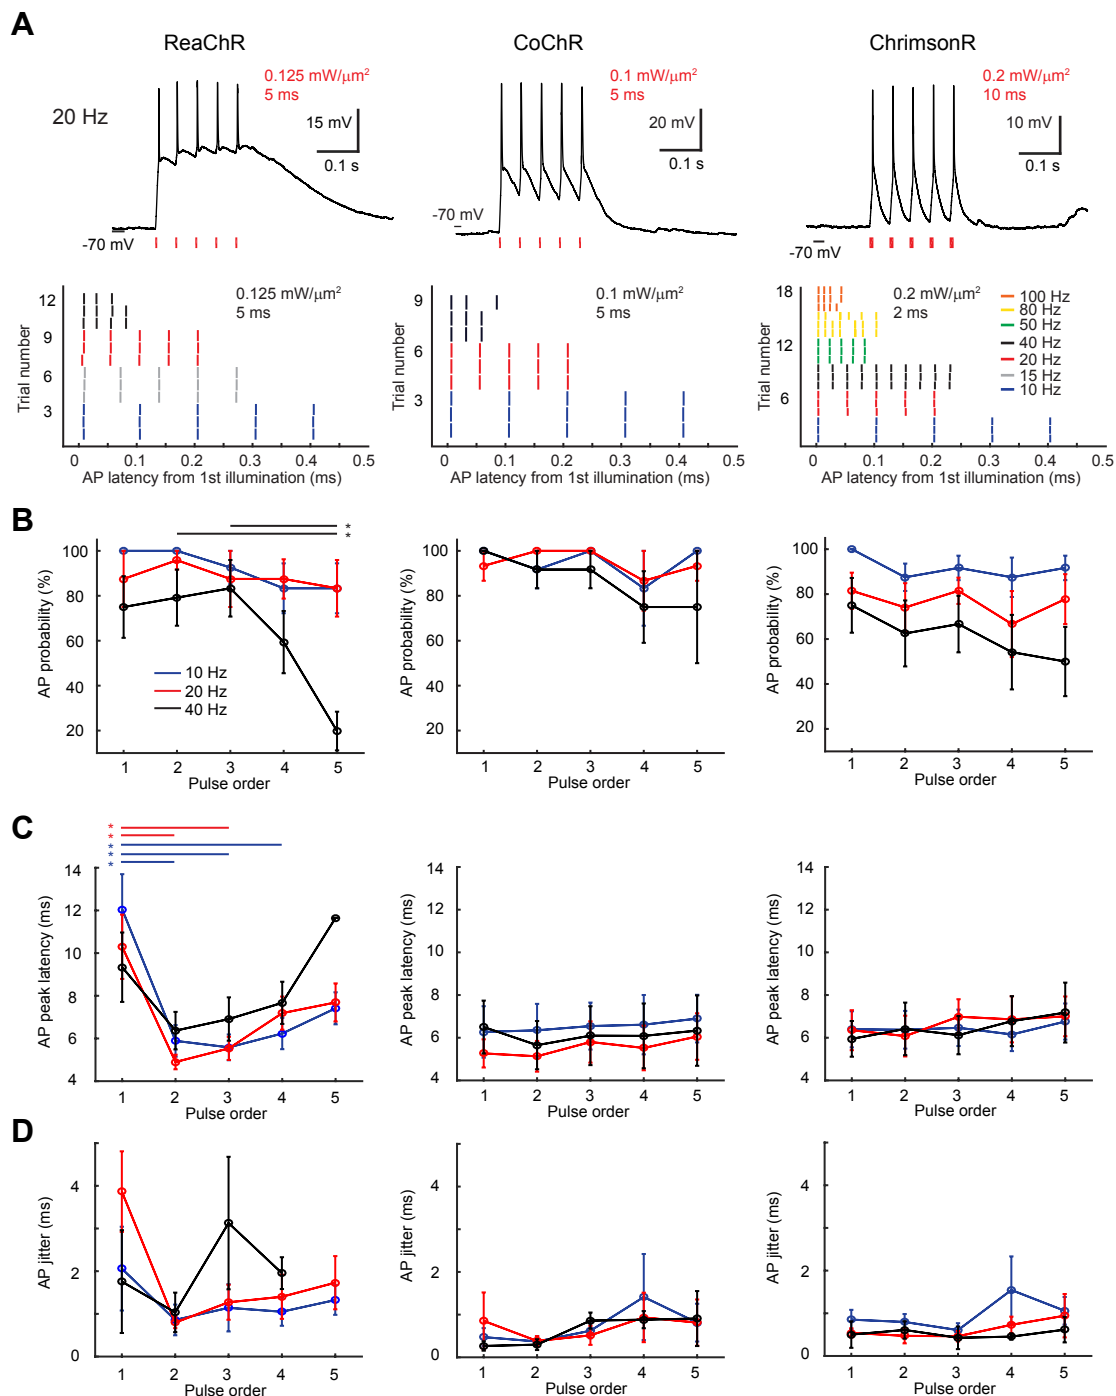 A
ReaChR
CoChR
ChrimsonR
20 Hz
0.125 mW/μm²
5 ms
15 mV
0.1 s
-70 mV
0.1 mW/μm²
5 ms
20 mV
0.1 s
-70 mV
0.2 mW/μm²
10 ms
10 mV
0.1 s
-70 mV
Trial number
12
9
6
3
0.125 mW/μm²
5 ms
0 0.1 0.2 0.3 0.4 0.5
AP latency from 1st illumination (ms)
Trial number
9
6
3
0.1 mW/μm²
5 ms
0 0.1 0.2 0.3 0.4 0.5
AP latency from 1st illumination (ms)
Trial number
18
12
6
0.2 mW/μm²
2 ms
100 Hz
80 Hz
50 Hz
40 Hz
20 Hz
15 Hz
10 Hz
0 0.1 0.2 0.3 0.4 0.5
AP latency from 1st illumination (ms)
B
*
*
AP probability (%)
100
80
60
40
20
10 Hz
20 Hz
40 Hz
1 2 3 4 5
Pulse order
AP probability (%)
100
80
60
40
20
1 2 3 4 5
Pulse order
AP probability (%)
100
80
60
40
20
1 2 3 4 5
Pulse order
C
*
*
*
*
*
AP peak latency (ms)
14
12
10
8
6
4
1 2 3 4 5
Pulse order
AP peak latency (ms)
14
12
10
8
6
4
1 2 3 4 5
Pulse order
AP peak latency (ms)
14
12
10
8
6
4
1 2 3 4 5
Pulse order
D
AP jitter (ms)
4
2
0
1 2 3 4 5
Pulse order
AP jitter (ms)
4
2
0
1 2 3 4 5
Pulse order
AP jitter (ms)
4
2
0
1 2 3 4 5
Pulse order